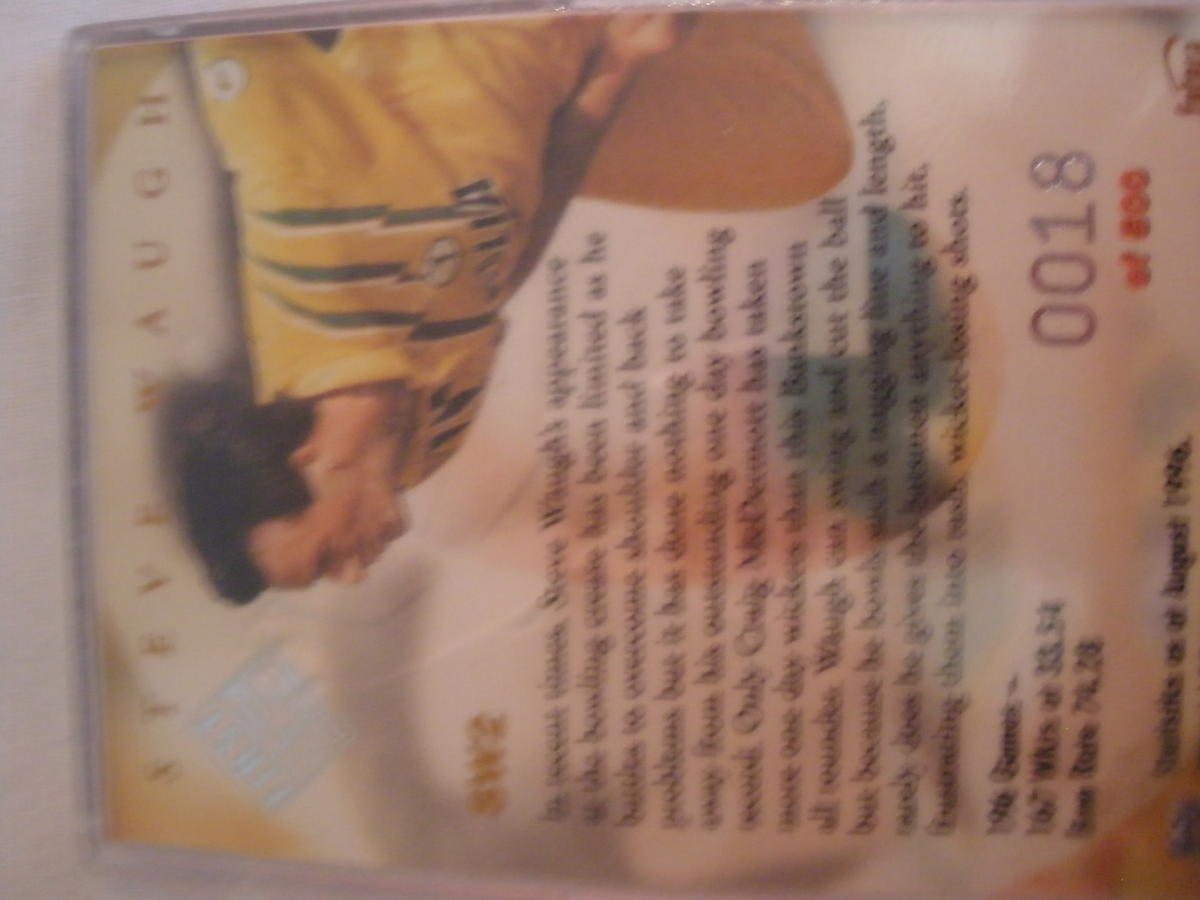 STEVE WAUGH
SW2
In recent times, Steve Waugh's appearance
at the bowling crease has been limited as he
battles to overcome shoulder and back
problems but it has done nothing to take
away from his outstanding one day bowling
record. Only Craig McDermott has taken
more one day wickets than this Bankstown
all rounder. Waugh can swing and cut the ball
but because he bowls such a nagging line and length,
rarely does he give the batsmen anything to hit,
frustrating them into rash, wicket-losing shots.
196 Games
167 Wkts at 33.54
Run Rate
0018
of 500
Statistics as at August 1996.
Futera